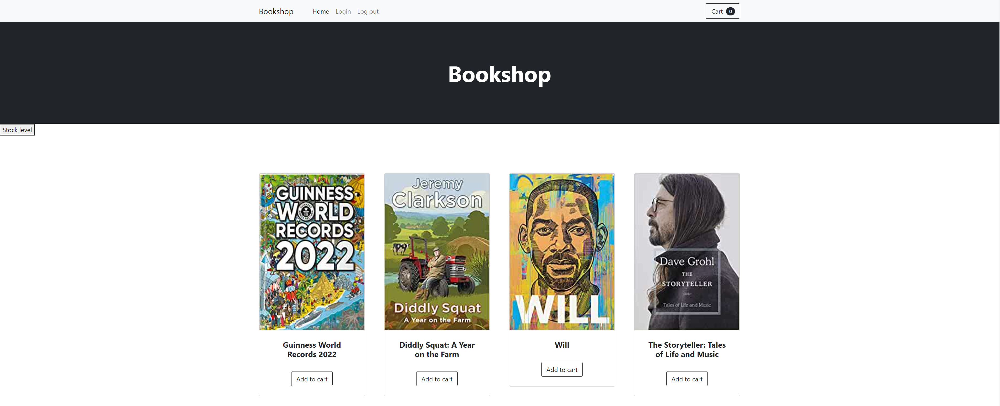 Bookshop
Home
Login
Log out
Cart 0
Bookshop
Stock level
GUINNESS
WORLD
RECORDS
2022
Jeremy
Clarkson
Diddly Squat
A Year on the Farm
WILL
Dave Grohl
THE
STORYTELLER
Tales of Life and Music
Guinness World
Records 2022
Add to cart
Diddly Squat: A Year
on the Farm
Add to cart
Will
Add to cart
The Storyteller: Tales
of Life and Music
Add to cart